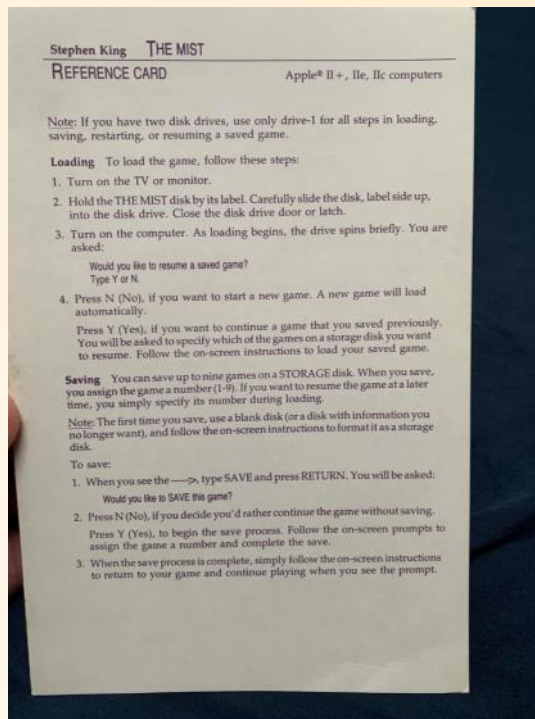 Stephen King THE MIST
REFERENCE CARD Apple® II+, IIe, IIc computers
Note: If you have two disk drives, use only drive-1 for all steps in loading,
saving, restarting, or resuming a saved game.
Loading To load the game, follow these steps:
1. Turn on the TV or monitor.
2. Hold the THE MIST disk by its label. Carefully slide the disk, label side up,
into the disk drive. Close the disk drive door or latch.
3. Turn on the computer. As loading begins, the drive spins briefly. You are
asked:
Would you like to resume a saved game?
Type Y or N.
4. Press N (No), if you want to start a new game. A new game will load
automatically.
Press Y (Yes), if you want to continue a game that you saved previously.
You will be asked to specify which of the games on a storage disk you want
to resume. Follow the on-screen instructions to load your saved game.
Saving You can save up to nine games on a STORAGE disk. When you save,
you assign the game a number (1-9). If you want to resume the game at a later
time, you simply specify its number during loading.
Note: The first time you save, use a blank disk (or a disk with information you
no longer want), and follow the on-screen instructions to format it as a storage
disk.
To save:
1. When you see the —>, type SAVE and press RETURN. You will be asked:
Would you like to SAVE this game?
2. Press N (No), if you decide you'd rather continue the game without saving.
Press Y (Yes), to begin the save process. Follow the on-screen prompts to
assign the game a number and complete the save.
3. When the save process is complete, simply follow the on-screen instructions
to return to your game and continue playing when you see the prompt.